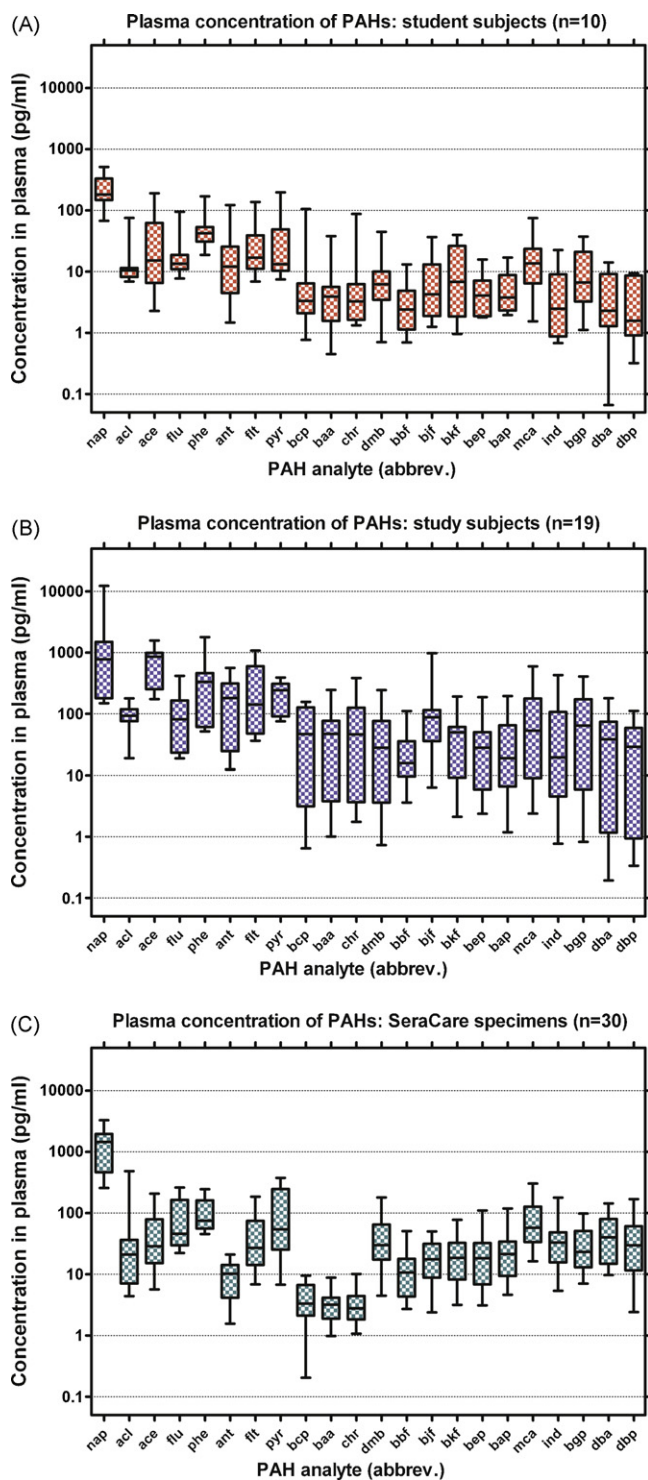 (A)
Plasma concentration of PAHs: student subjects (n=10)
Concentration in plasma (pg/ml)
10000
1000
100
10
1
0.1
nap acl ace flu phe ant flt pyr bcp baa chr dmb bbf bjf bkf bep bap mca ind bgp dba dbp
PAH analyte (abbrev.)
(B)
Plasma concentration of PAHs: study subjects (n=19)
Concentration in plasma (pg/ml)
10000
1000
100
10
1
0.1
nap acl ace flu phe ant flt pyr bcp baa chr dmb bbf bjf bkf bep bap mca ind bgp dba dbp
PAH analyte (abbrev.)
(C)
Plasma concentration of PAHs: SeraCare specimens (n=30)
Concentration in plasma (pg/ml)
10000
1000
100
10
1
0.1
nap acl ace flu phe ant flt pyr bcp baa chr dmb bbf bjf bkf bep bap mca ind bgp dba dbp
PAH analyte (abbrev.)